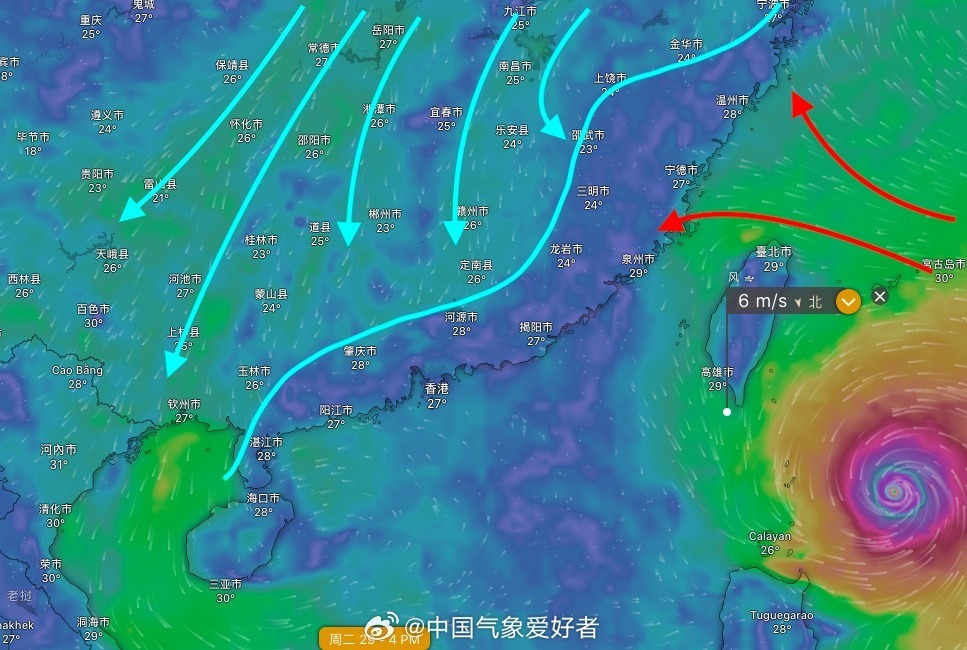 鬼城
27°
重庆
25°
九江市
25°
宁波市
27°
岳阳市
27°
常德市
27
金华市
24°
宾市
8°
保靖县
26°
南昌市
25°
上饶市
24°
温州市
28°
遵义市
24°
湘潭市
26°
宜春市
25°
怀化市
26°
乐安县
24°
邵武市
23°
毕节市
18°
邵阳市
26°
贵阳市
23°
雷山县
21°
宁德市
27°
三明市
24°
郴州市
23°
赣州市
26°
道县
25°
桂林市
23°
龙岩市
24°
泉州市
29°
臺北市
29°
天峨县
26°
定南县
26°
宮古岛市
30°
西林县
26°
河池市
27°
风
蒙山县
24°
6 m/s 北
百色市
30°
河源市
28°
揭阳市
27°
上林县
25°
肇庆市
28°
Cao Bằng
28°
玉林市
26°
高雄市
29°
香港
27°
钦州市
27°
阳江市
27°
湛江市
28°
河内市
31°
海口市
28°
清化市
30°
Calayan
26°
荣市
30°
三亚市
30°
老挝
洞海市
29°
Tuguegarao
28°
nakhek
27°
@中国气象爱好者
周二 29 - 4 PM